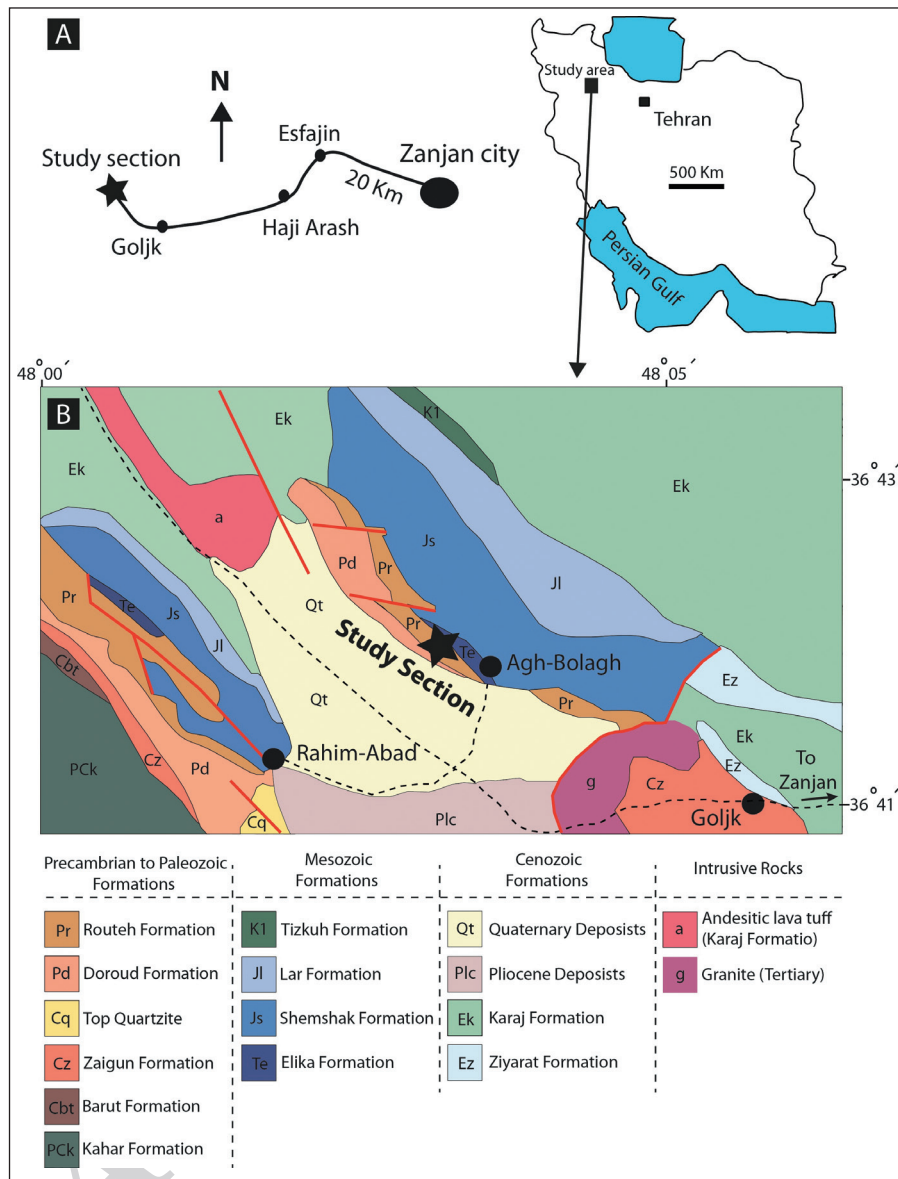 A
N
Study section
Esfajin
Zanjan city
20 Km
Goljk
Haji Arash
Study area
Tehran
500 Km
Persian Gulf
48° 00´
48° 05´
B
K1
Ek
Ek
Ek
Ek
36° 43´
a
Js
Pd
Pr
Jl
Pr
Te
Js
Qt
Pr
Te
Study Section
Agh-Bolagh
Cbt
Jl
Qt
Pr
Ez
Rahim-Abad
Ek
PCk
Cz
Pd
g
Cz
Ez
To
Zanjan
Cq
Plc
Goljk
36° 41´
Precambrian to Paleozoic
Formations
Mesozoic
Formations
Cenozoic
Formations
Intrusive Rocks
Pr Routeh Formation
Pd Doroud Formation
Cq Top Quartzite
Cz Zaigun Formation
Cbt Barut Formation
PCk Kahar Formation
K1 Tizkuh Formation
Jl Lar Formation
Js Shemshak Formation
Te Elika Formation
Qt Quaternary Deposists
Plc Pliocene Deposists
Ek Karaj Formation
Ez Ziyarat Formation
a Andesitic lava tuff
(Karaj Formatio)
g Granite (Tertiary)